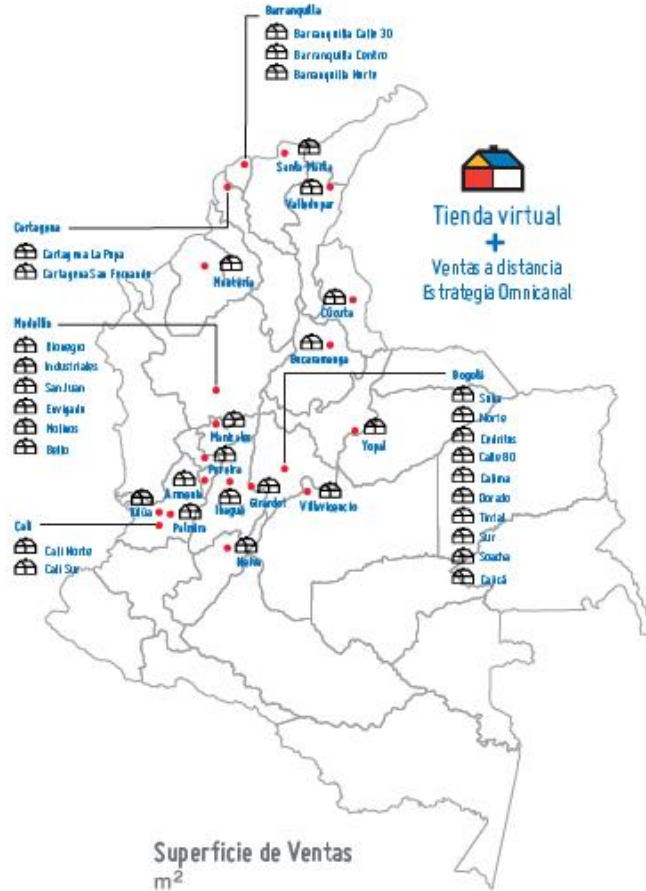 Barranquilla
Barranquilla Calle 30
Barranquilla Centro
Barranquilla Norte
Santa Marta
Valledupar
Tienda virtual
+
Ventas a distancia
Estrategia Omnicanal
Cartagena
Cartagena La Popa
Cartagena San Fernando
Montería
Cúcuta
Medellín
Rionegro
Industriales
San Juan
Envigado
Molinos
Bello
Bucaramanga
Bogotá
Suba
Norte
Cedritos
Calle 80
Calima
Dorado
Tintal
Sur
Soacha
Cajicá
Manizales
Yopal
Pereira
Armenia
Ibagué
Girardot
Villavicencio
Tulúa
Palmira
Cali
Cali Norte
Cali Sur
Neiva
Superficie de Ventas
m²